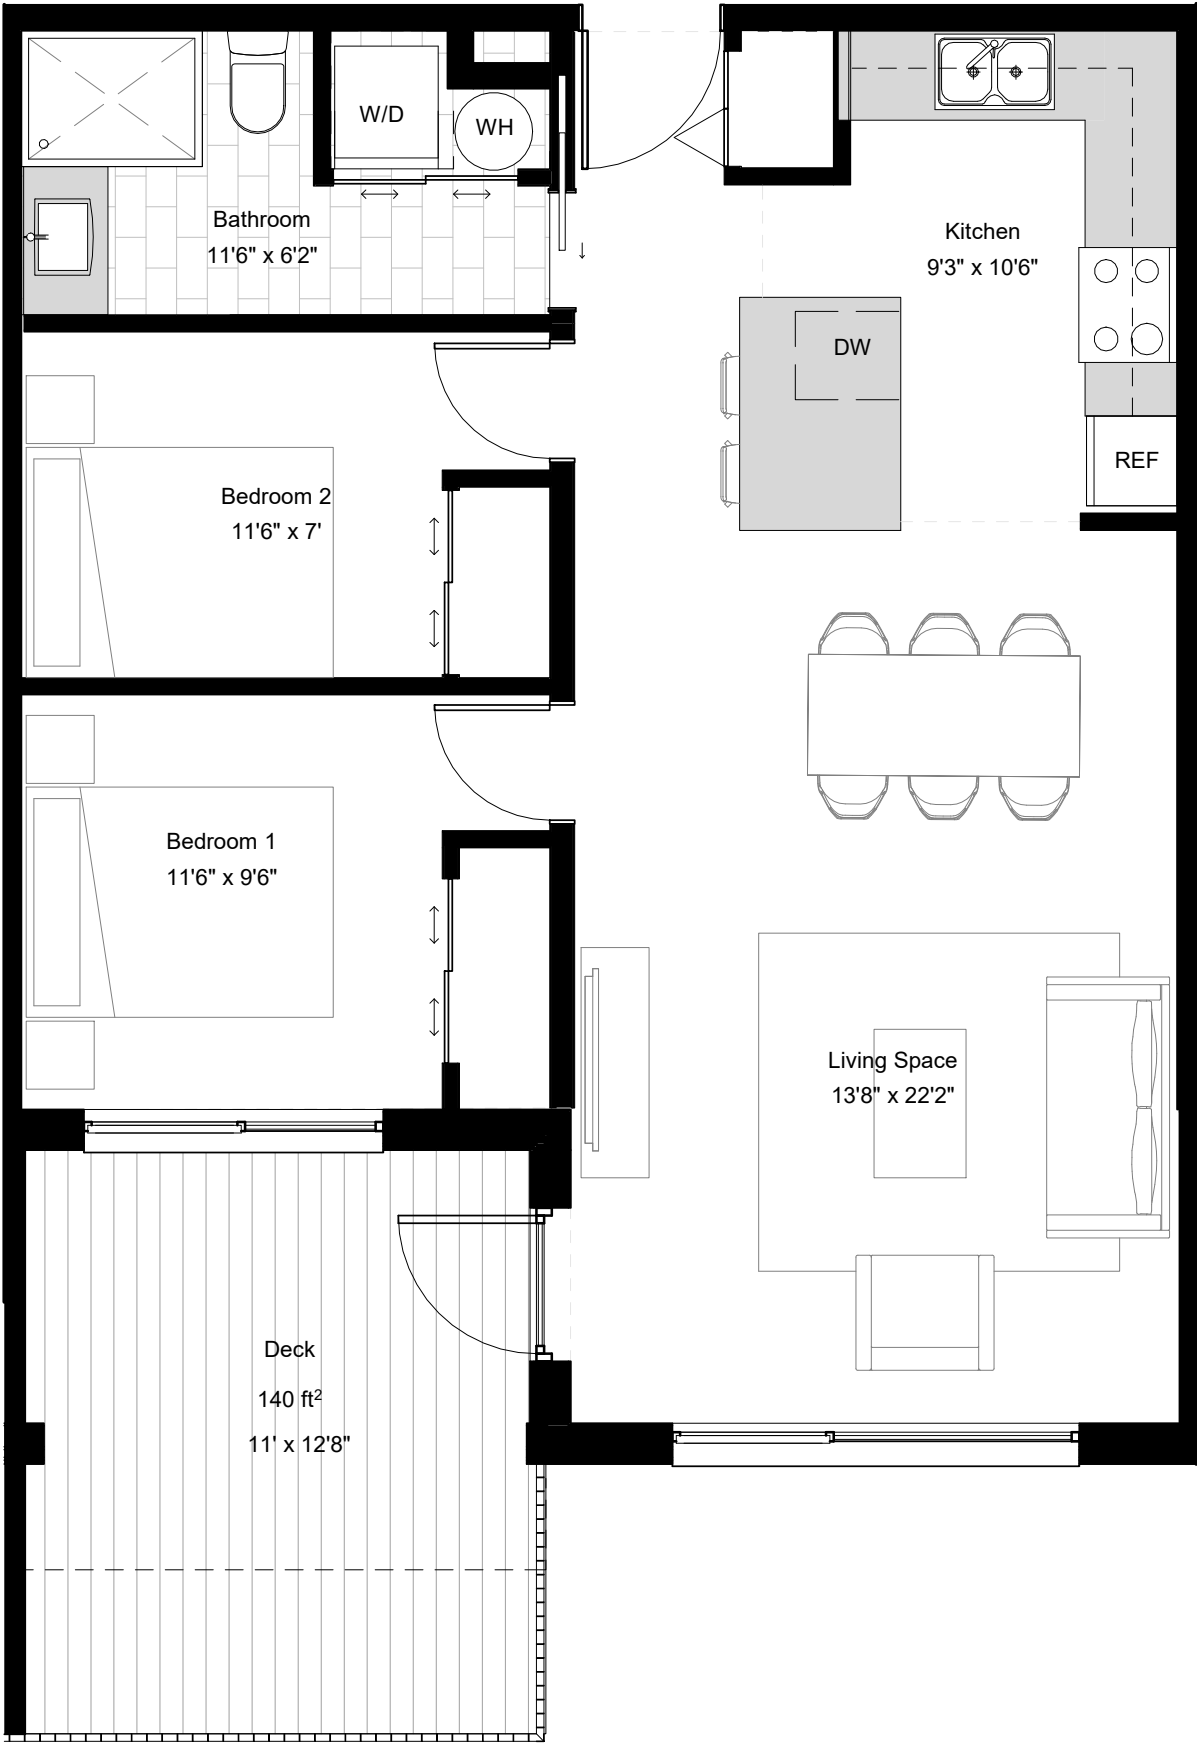 W/D
WH
Bathroom
11'6" x 6'2"
Kitchen
9'3" x 10'6"
DW
REF
Bedroom 2
11'6" x 7'
Bedroom 1
11'6" x 9'6"
Living Space
13'8" x 22'2"
Deck
140 ft²
11' x 12'8"